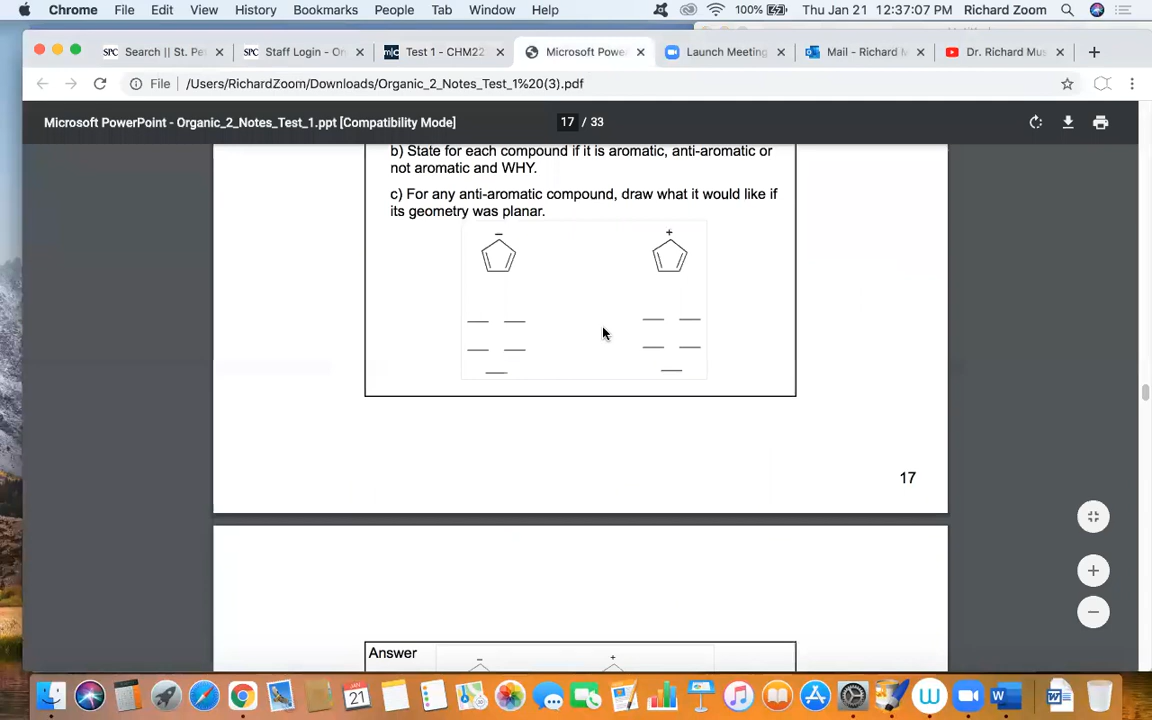 Chrome File Edit View History Bookmarks People Tab Window Help 100% Thu Jan 21 12:37:07 PM Richard Zoom
Search || St. Pe Staff Login - On Test 1 - CHM22 Microsoft Powe Launch Meeting Mail - Richard M Dr. Richard Mus
File /Users/RichardZoom/Downloads/Organic_2_Notes_Test_1%20(3).pdf
Microsoft PowerPoint - Organic_2_Notes_Test_1.ppt [Compatibility Mode] 17 / 33
b) State for each compound if it is aromatic, anti-aromatic or
not aromatic and WHY.
c) For any anti-aromatic compound, draw what it would like if
its geometry was planar.
− +
17
Answer
− +